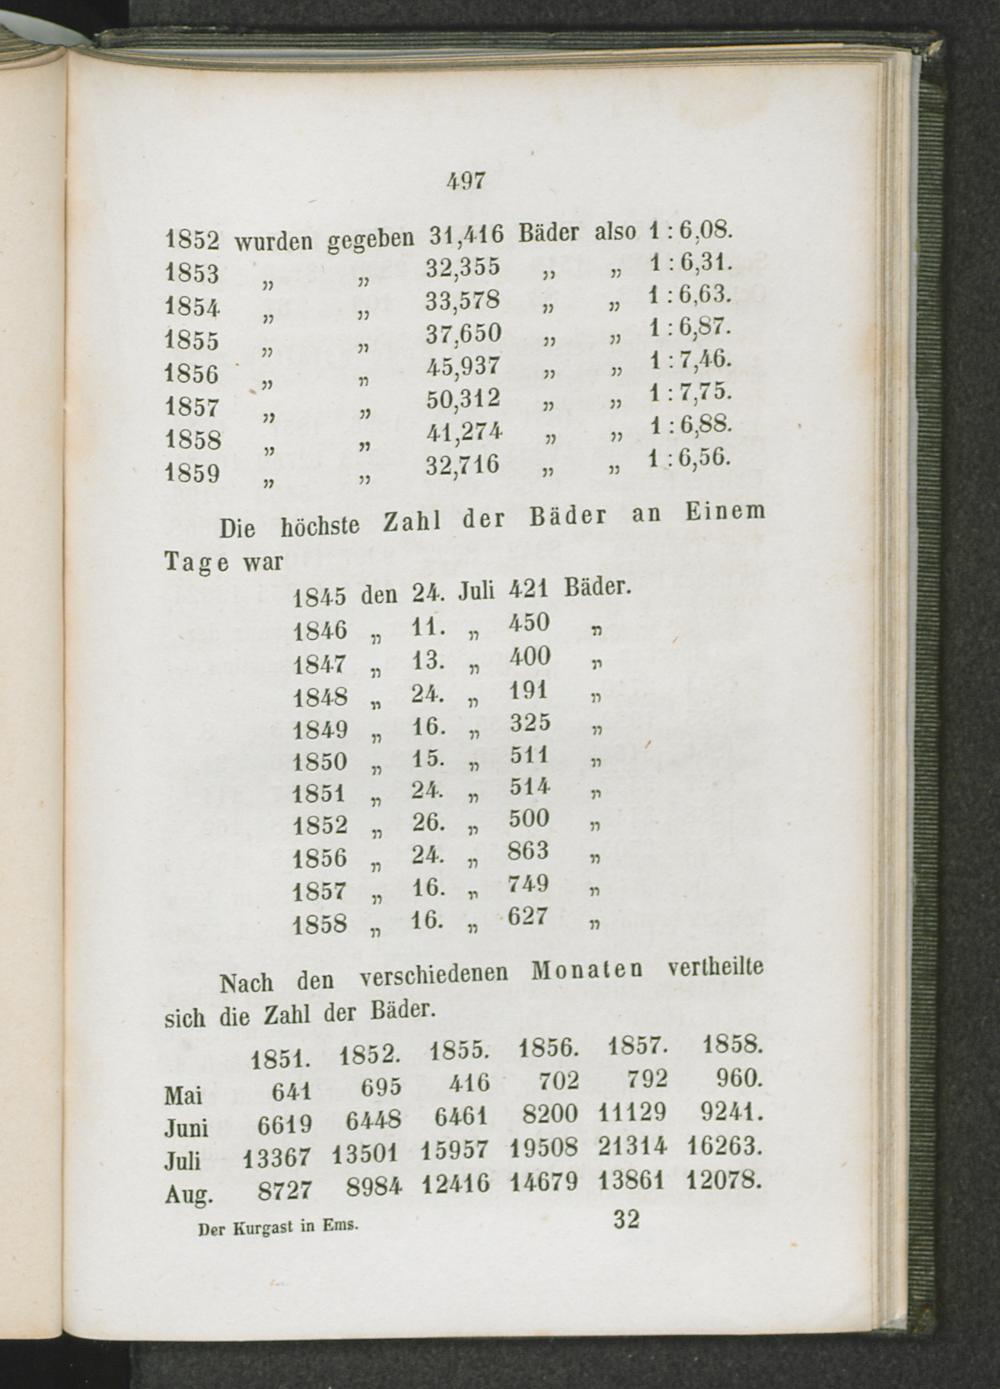 497
1852 wurden gegeben 31,416 Bäder also 1 : 6,08.
1853 „ „ 32,355 „ „ 1 : 6,31.
1854 „ „ 33,578 „ „ 1 : 6,63.
1855 „ „ 37,650 „ „ 1 : 6,87.
1856 „ „ 45,937 „ „ 1 : 7,46.
1857 „ „ 50,312 „ „ 1 : 7,75.
1858 „ „ 41,274 „ „ 1 : 6,88.
1859 „ „ 32,716 „ „ 1 : 6,56.
Die höchste Zahl der Bäder an Einem
Tage war
1845 den 24. Juli 421 Bäder.
1846 „ 11. „ 450 „
1847 „ 13. „ 400 „
1848 „ 24. „ 191 „
1849 „ 16. „ 325 „
1850 „ 15. „ 511 „
1851 „ 24. „ 514 „
1852 „ 26. „ 500 „
1856 „ 24. „ 863 „
1857 „ 16. „ 749 „
1858 „ 16. „ 627 „
Nach den verschiedenen Monaten vertheilte
sich die Zahl der Bäder.
1851. 1852. 1855. 1856. 1857. 1858.
Mai 641 695 416 702 792 960.
Juni 6619 6448 6461 8200 11129 9241.
Juli 13367 13501 15957 19508 21314 16263.
Aug. 8727 8984 12416 14679 13861 12078.
Der Kurgast in Ems. 32